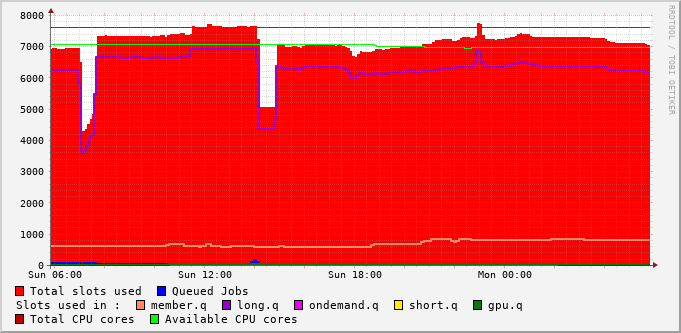 8000
7000
6000
5000
4000
3000
2000
1000
0
Sun 06:00 Sun 12:00 Sun 18:00 Mon 00:00
Total slots used Queued Jobs
Slots used in : member.q long.q ondemand.q short.q gpu.q
Total CPU cores Available CPU cores
RRDTOOL / TOBI OETIKER